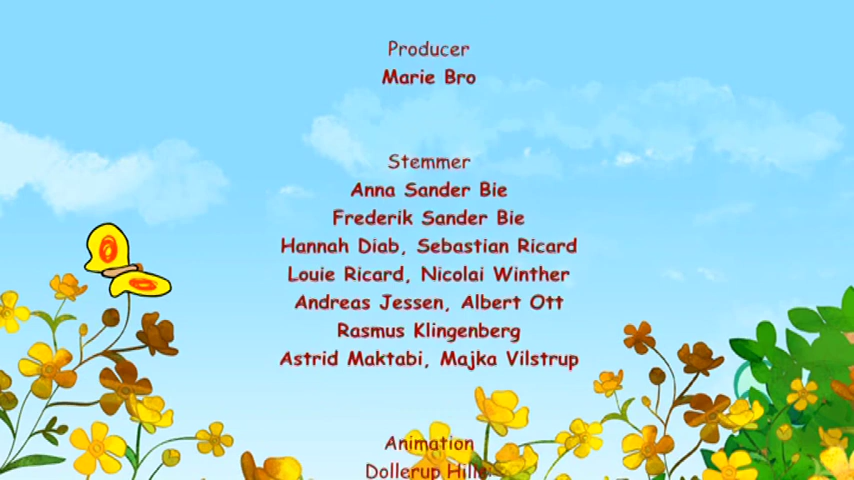 Producer
Marie Bro
Stemmer
Anna Sander Bie
Frederik Sander Bie
Hannah Diab, Sebastian Ricard
Louie Ricard, Nicolai Winther
Andreas Jessen, Albert Ott
Rasmus Klingenberg
Astrid Maktabi, Majka Vilstrup
Animation
Dollerup Hills